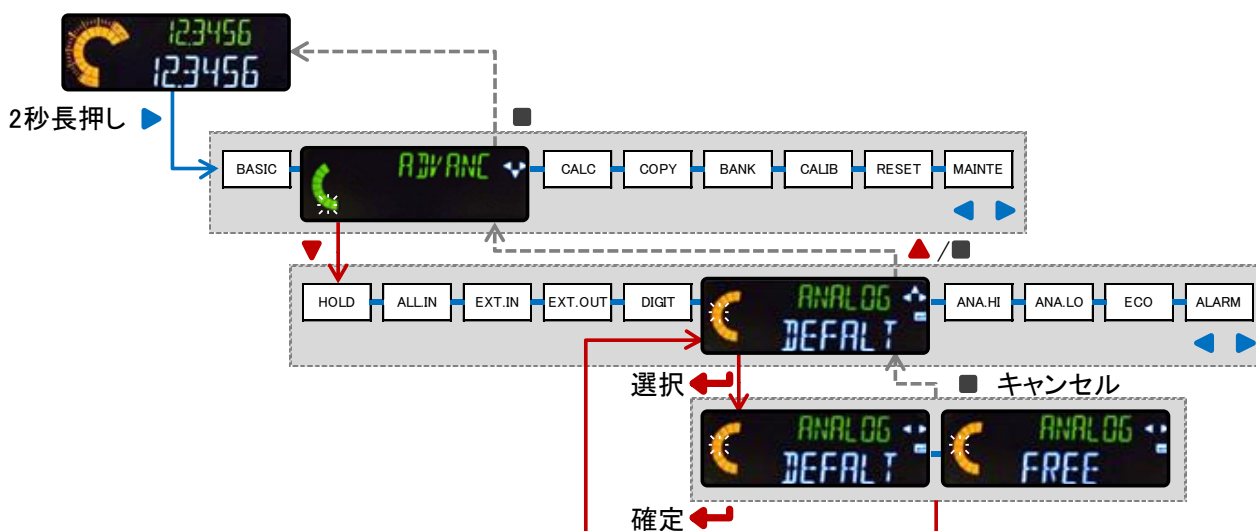 12.3456
12.3456
2秒長押し
BASIC ADVANC CALC COPY BANK CALIB RESET MAINTE
/
HOLD ALL.IN EXT.IN EXT.OUT DIGIT ANALOG ANA.HI ANA.LO ECO ALARM
DEFALT
選択 キャンセル
ANALOG ANALOG
DEFALT FREE
確定